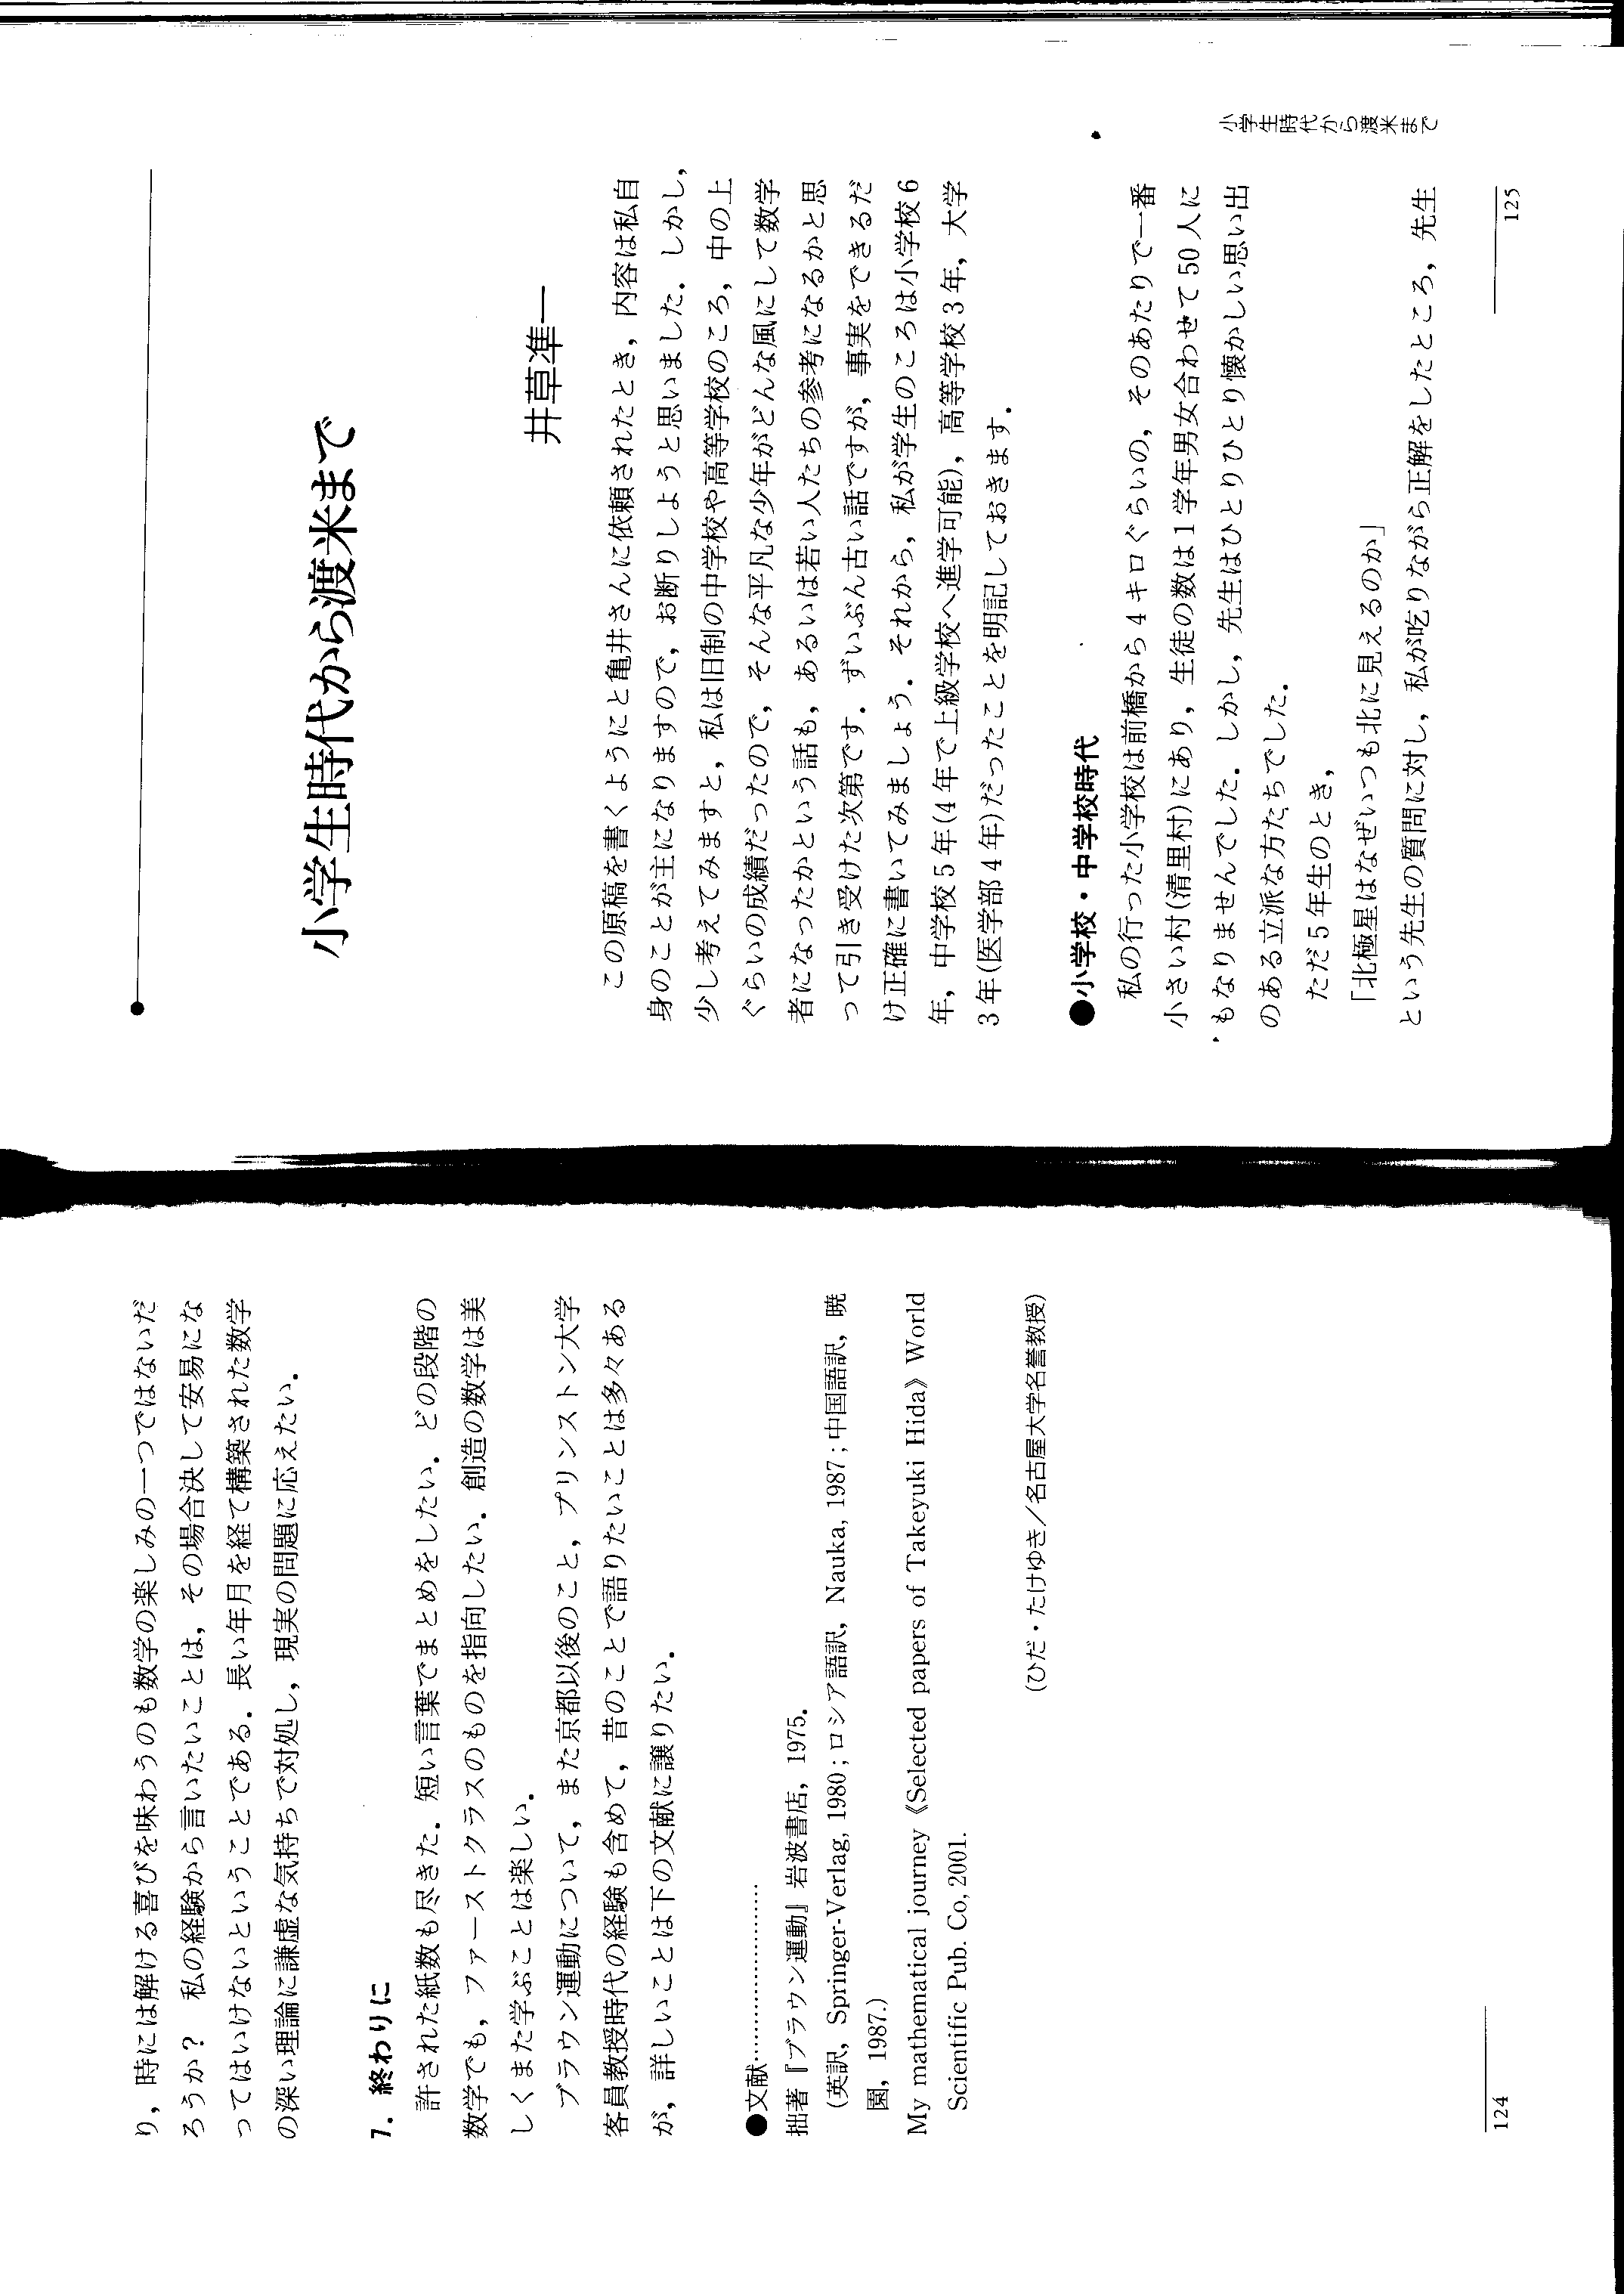 り，時には解ける喜びを味わうのも数学の楽しみの一つではないだ
ろうか？　私の経験から言いたいことは，その場合決して安易にな
ってはいけないということである．長い年月を経て構築された数学
の深い理論に謙虚な気持ちで対処し，現実の問題に応えたい．
7．終わりに
許された紙数も尽きた．短い言葉でまとめをしたい．どの段階の
数学でも，ファーストクラスのものを指向したい．創造の数学は美
しくまた学ぶことは楽しい．
ブラウン運動について，また京都以後のこと，プリンストン大学
客員教授時代の経験も含めて，昔のことで語りたいことは多々ある
が，詳しいことは下の文献に譲りたい．
●文献………………………
拙著『ブラウン運動』岩波書店，1975．
(英訳，Springer-Verlag, 1980；ロシア語訳，Nauka, 1987；中国語訳，暁
園，1987.)
My mathematical journey《Selected papers of Takeyuki Hida》World
Scientific Pub. Co, 2001.
(ひだ・たけゆき／名古屋大学名誉教授)
124
小学生時代から渡米まで
井草凖一
この原稿を書くようにと亀井さんに依頼されたとき，内容は私自
身のことが主になりますので，お断りしようと思いました．しかし，
少し考えてみますと，私は旧制の中学校や高等学校のころ，中の上
ぐらいの成績だったので，そんな平凡な少年がどんな風にして数学
者になったかという話も，あるいは若い人たちの参考になるかと思
って引き受けた次第です．ずいぶん古い話ですが，事実をできるだ
け正確に書いてみましょう．それから，私が学生のころは小学校6
年，中学校5年(4年で上級学校へ進学可能)，高等学校3年，大学
3年(医学部4年)だったことを明記しておきます．
●小学校・中学校時代
私の行った小学校は前橋から4キロぐらいの，そのあたりで一番
小さい村(清里村)にあり，生徒の数は1学年男女合わせて50人に
もなりませんでした．しかし，先生はひとりひとり懐かしい思い出
のある立派な方たちでした．
ただ5年生のとき，
「北極星はなぜいつも北に見えるのか」
という先生の質問に対し，私が吃りながら正解をしたところ，先生
小学生時代から渡米まで
125